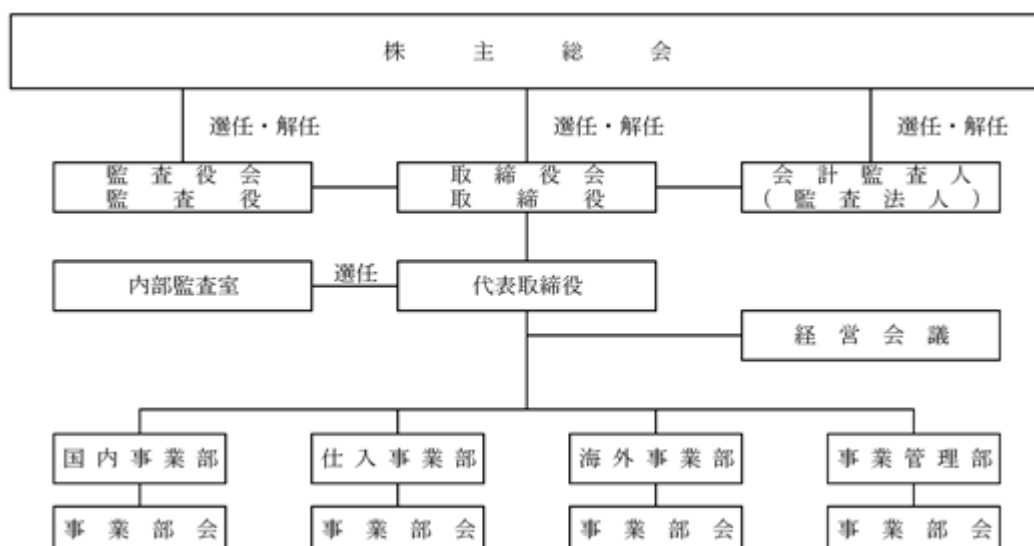 株主総会
選任・解任
選任・解任
選任・解任
監査役会
監査役
取締役会
取締役
会計監査人
(監査法人)
内部監査室
選任
代表取締役
経営会議
国内事業部
仕入事業部
海外事業部
事業管理部
事業部会
事業部会
事業部会
事業部会